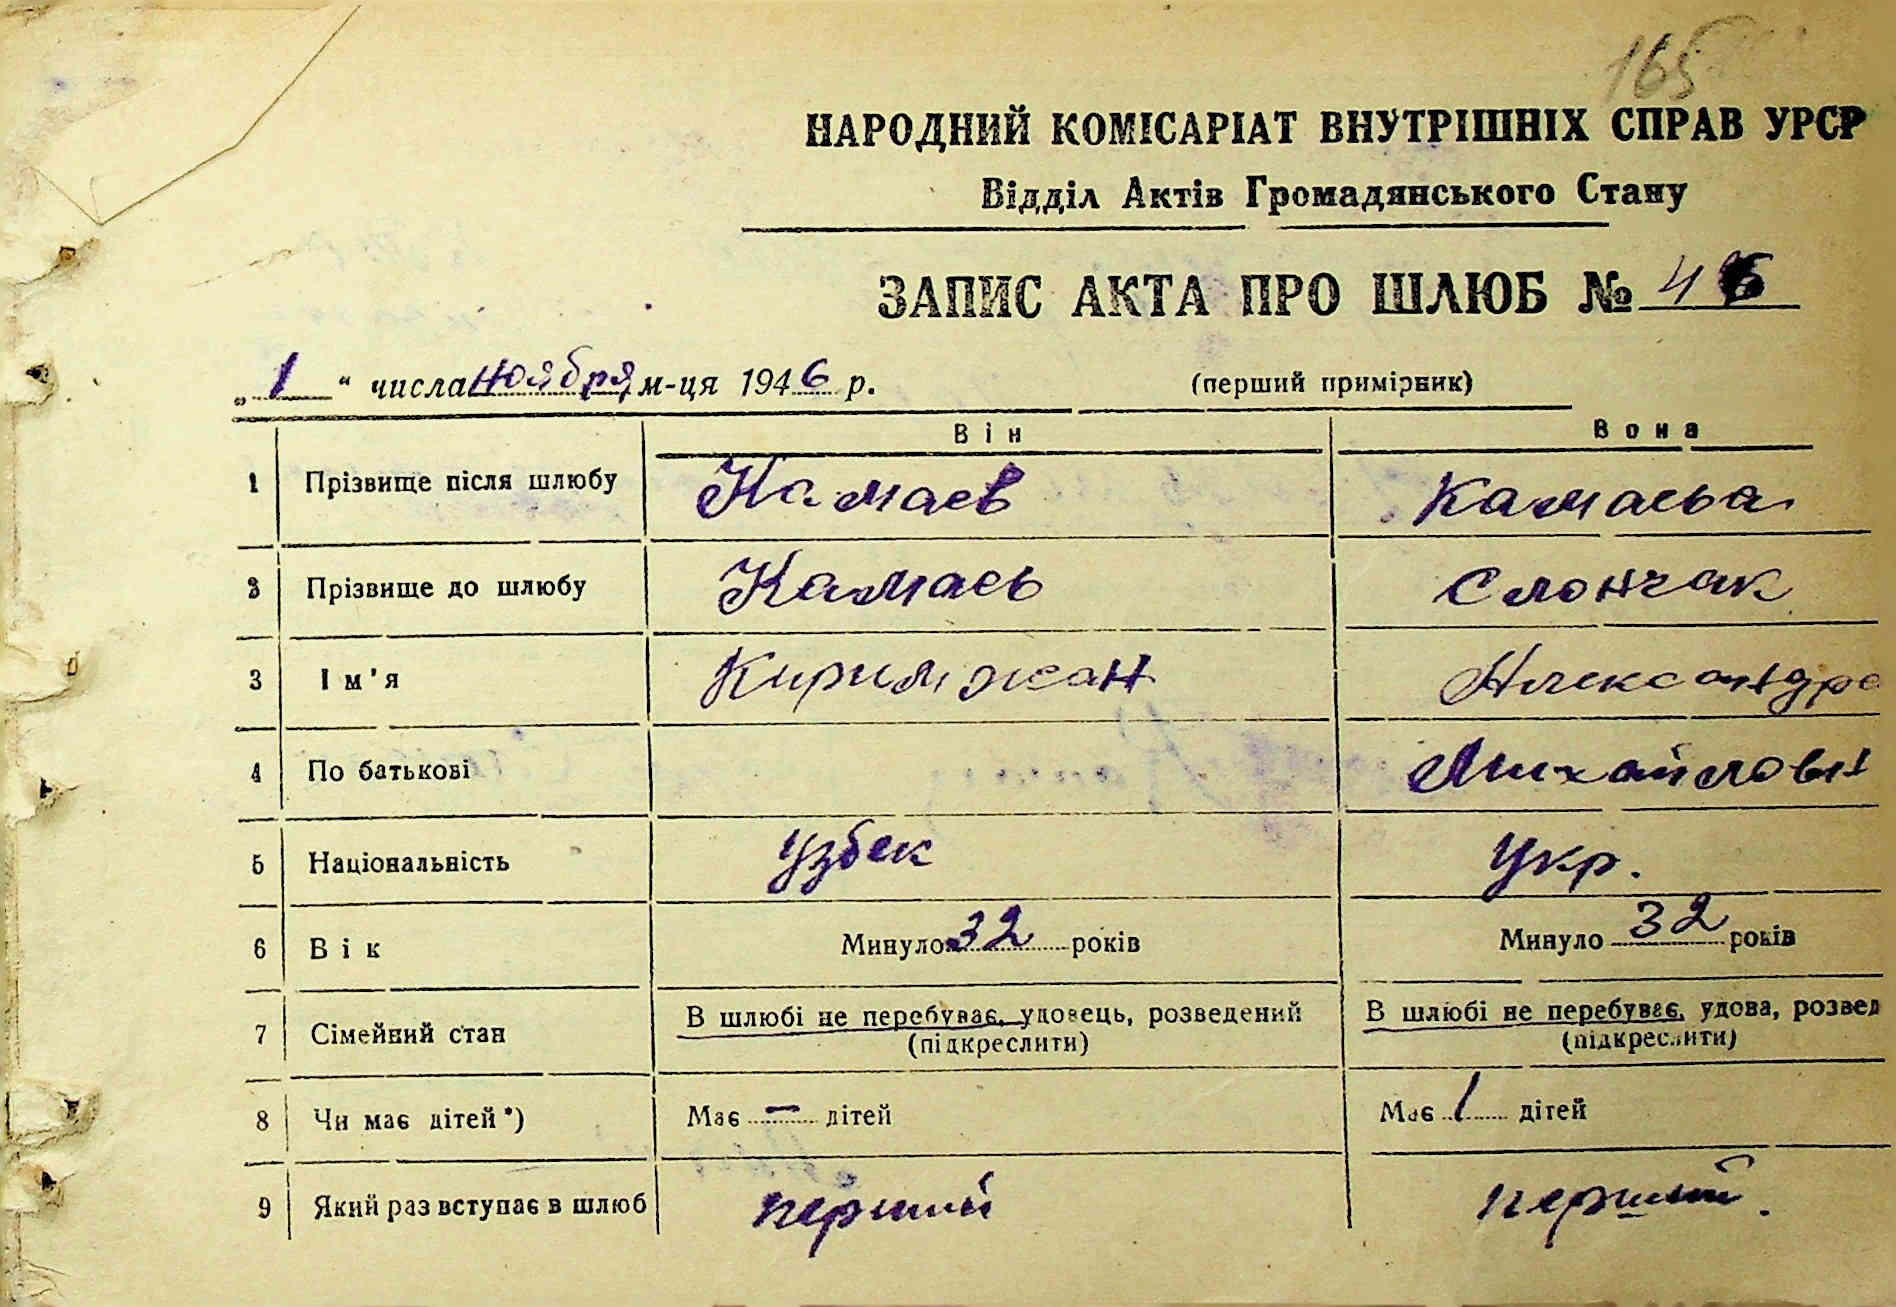 165
НАРОДНИЙ КОМІСАРІАТ ВНУТРІШНІХ СПРАВ УРСР
Відділ Актів Громадянського Стану
ЗАПИС АКТА ПРО ШЛЮБ № 46
„ 1 “ числа ноября м-ця 1946 р. (перший примірник)
Він Вона
1 Прізвище після шлюбу Камаев Камаева
2 Прізвище до шлюбу Камаев Слончак
3 Ім'я Киримжан Александра
4 По батькові Михайловн
5 Національність узбек Укр.
6 Вік Минуло 32 років Минуло 32 років
7 Сімейний стан В шлюбі не перебуває, удовець, розведений (підкреслити) В шлюбі не перебуває, удова, розвед (підкреслити)
8 Чи має дітей*) Має - дітей Має 1 дітей
9 Який раз вступає в шлюб перший перший.